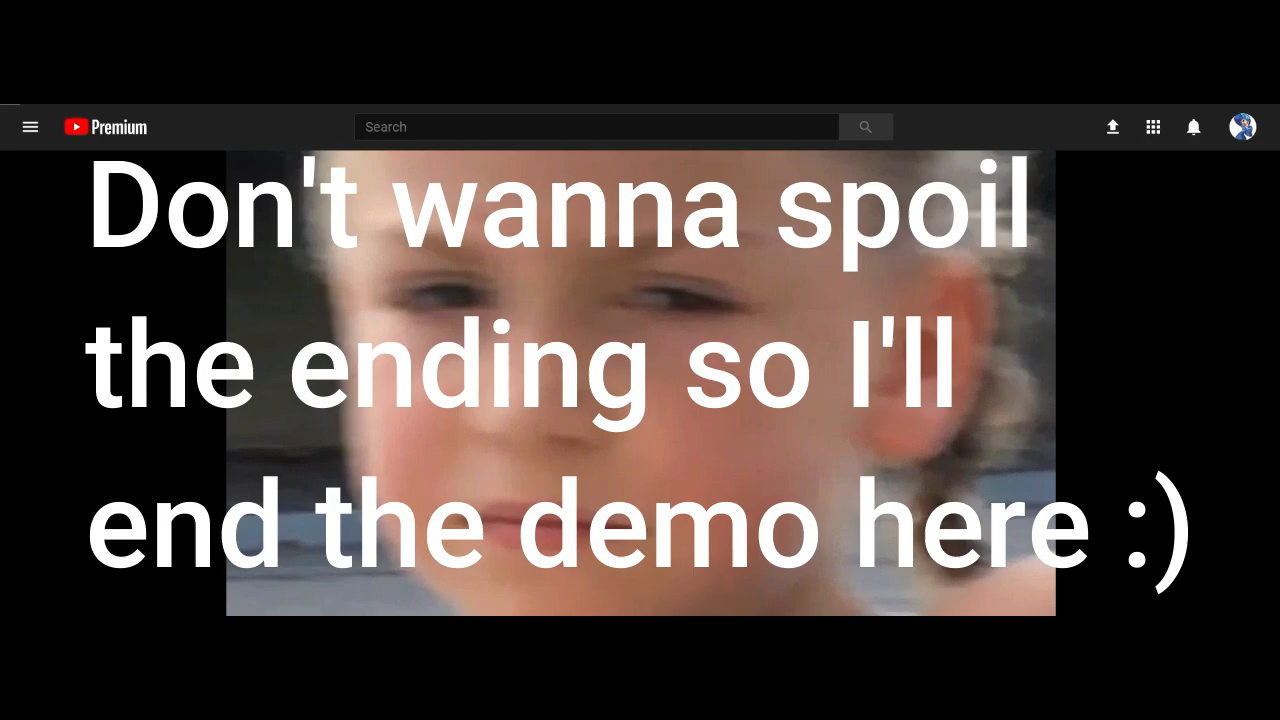 Premium
Search
Don't wanna spoil
the ending so I'll
end the demo here :)